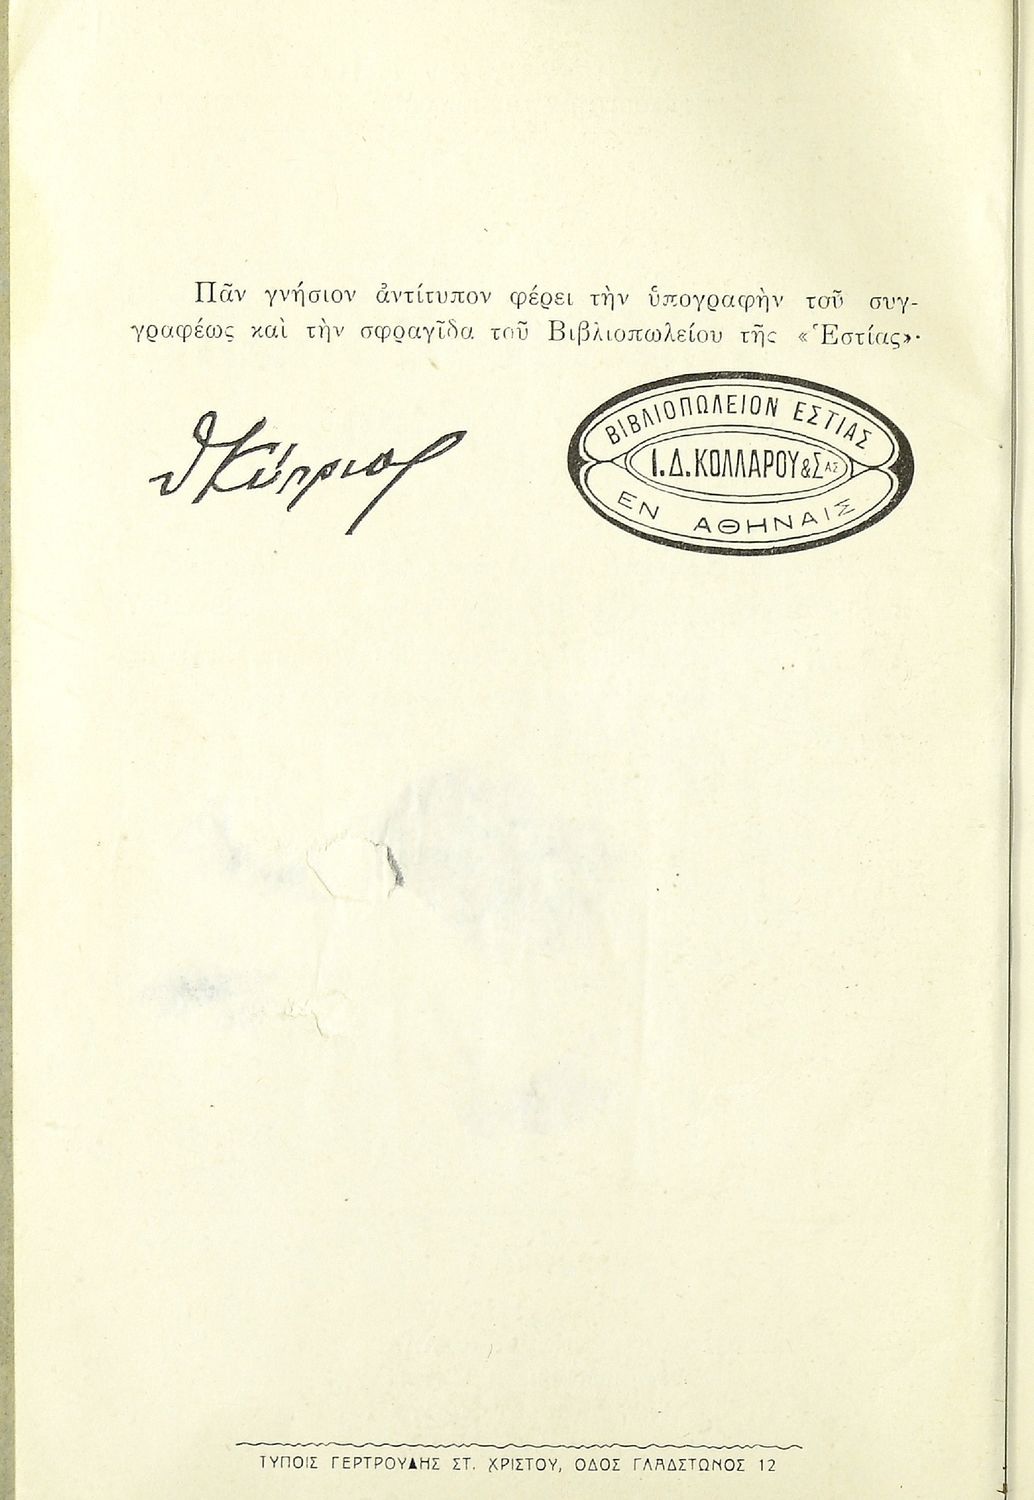 Πᾶν γνήσιον ἀντίτυπον φέρει τὴν ὑπογραφὴν τοῦ συγ-
γραφέως καὶ τὴν σφραγῖδα τοῦ Βιβλιοπωλείου τῆς «Ἑστίας».
Θ Κύπριος
ΒΙΒΛΙΟΠΩΛΕΙΟΝ ΕΣΤΙΑΣ
Ι.Δ.ΚΟΛΛΑΡΟΥ&ΣΑΣ
ΕΝ ΑΘΗΝΑΙΣ
ΤΥΠΟΙΣ ΓΕΡΤΡΟΥΔΗΣ ΣΤ. ΧΡΙΣΤΟΥ, ΟΔΟΣ ΓΛΑΔΣΤΩΝΟΣ 12